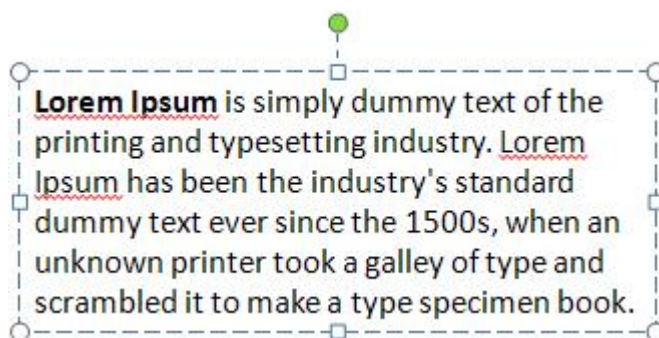 Lorem Ipsum is simply dummy text of the
printing and typesetting industry. Lorem
Ipsum has been the industry's standard
dummy text ever since the 1500s, when an
unknown printer took a galley of type and
scrambled it to make a type specimen book.